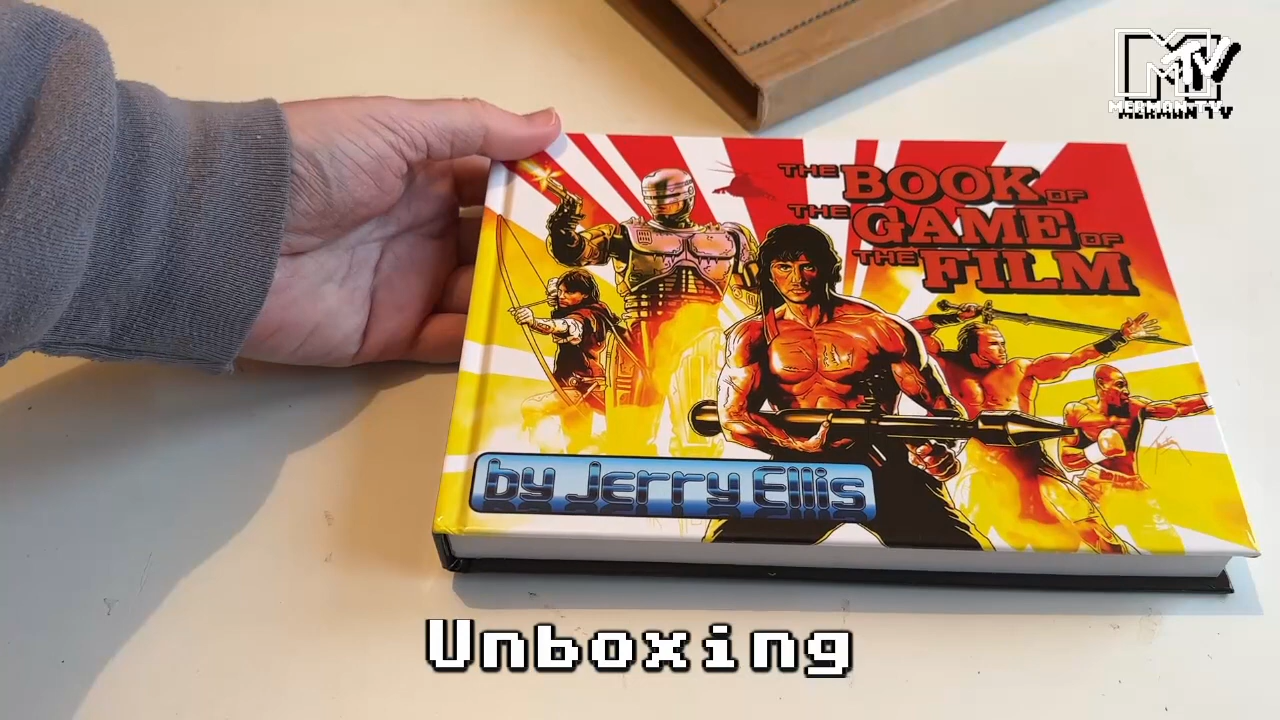 MTV
MERMAN TV
THE BOOK OF
THE GAME OF
THE FILM
by Jerry Ellis
Unboxing